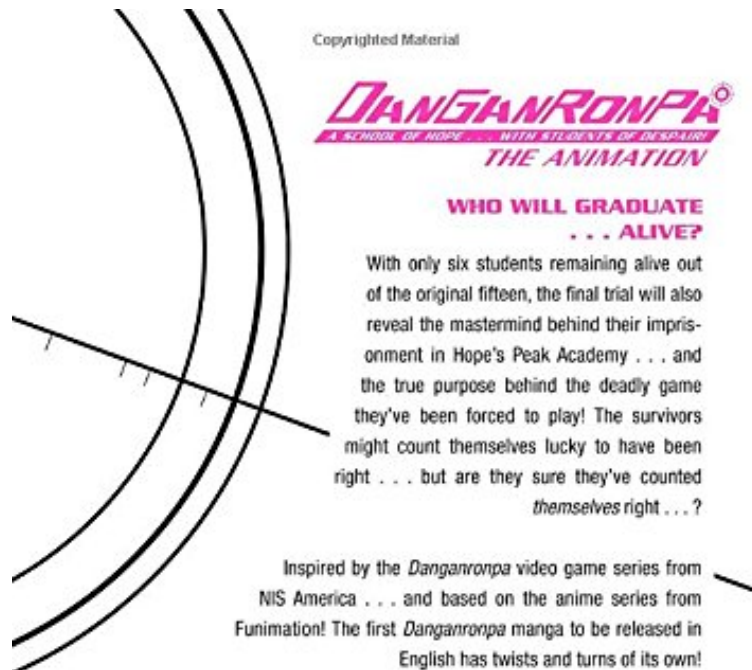 Copyrighted Material
DANGANRONPA
A SCHOOL OF HOPE . . . WITH STUDENTS OF DESPAIR!
THE ANIMATION
WHO WILL GRADUATE
. . . ALIVE?
With only six students remaining alive out
of the original fifteen, the final trial will also
reveal the mastermind behind their impris-
onment in Hope's Peak Academy . . . and
the true purpose behind the deadly game
they've been forced to play! The survivors
might count themselves lucky to have been
right . . . but are they sure they've counted
themselves right . . . ?
Inspired by the Danganronpa video game series from
NIS America . . . and based on the anime series from
Funimation! The first Danganronpa manga to be released in
English has twists and turns of its own!